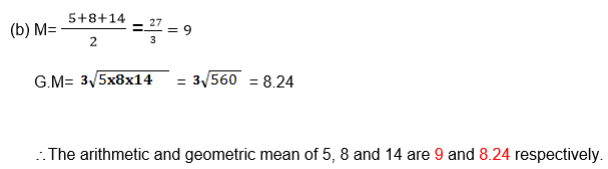 (b) M= 5+8+14/2 = 27/3 = 9
G.M= 3√5x8x14 = 3√560 = 8.24
∴The arithmetic and geometric mean of 5, 8 and 14 are 9 and 8.24 respectively.